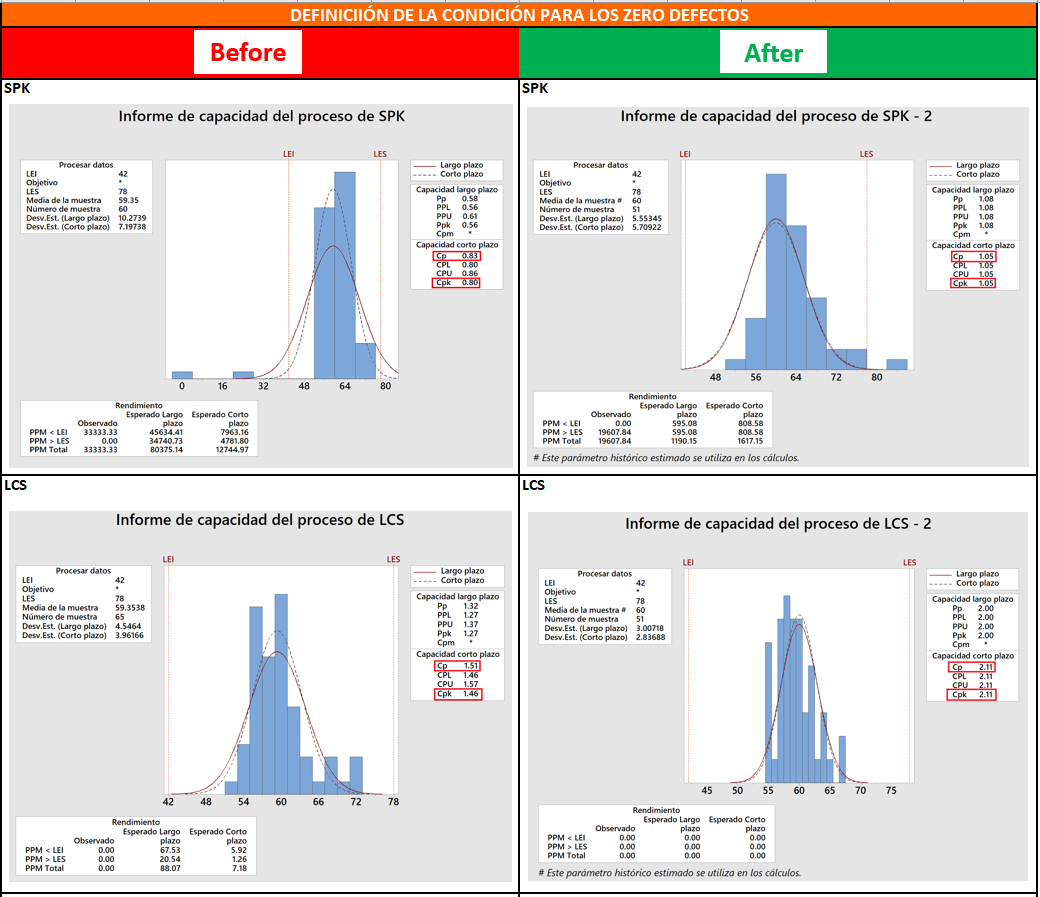 DEFINICIIÓN DE LA CONDICIÓN PARA LOS ZERO DEFECTOS
Before
After
SPK
Informe de capacidad del proceso de SPK
LEI
LES
Procesar datos
LEI 42
Objetivo *
LES 78
Media de la muestra 59.35
Número de muestra 60
Desv.Est. (Largo plazo) 10.2739
Desv.Est. (Corto plazo) 7.19738
Largo plazo
Corto plazo
Capacidad largo plazo
Pp 0.58
PPL 0.56
PPU 0.61
Ppk 0.56
Cpm *
Capacidad corto plazo
Cp 0.83
CPL 0.80
CPU 0.86
Cpk 0.80
0 16 32 48 64 80
Rendimiento
Observado Esperado Largo plazo Esperado Corto plazo
PPM < LEI 33333.33 45634.41 7963.16
PPM > LES 0.00 34740.73 4781.80
PPM Total 33333.33 80375.14 12744.97
SPK
Informe de capacidad del proceso de SPK - 2
LEI
LES
Procesar datos
LEI 42
Objetivo *
LES 78
Media de la muestra # 60
Número de muestra 51
Desv.Est. (Largo plazo) 5.55345
Desv.Est. (Corto plazo) 5.70922
Largo plazo
Corto plazo
Capacidad largo plazo
Pp 1.08
PPL 1.08
PPU 1.08
Ppk 1.08
Cpm *
Capacidad corto plazo
Cp 1.05
CPL 1.05
CPU 1.05
Cpk 1.05
48 56 64 72 80
Rendimiento
Observado Esperado Largo plazo Esperado Corto plazo
PPM < LEI 0.00 595.08 808.58
PPM > LES 19607.84 595.08 808.58
PPM Total 19607.84 1190.15 1617.15
# Este parámetro histórico estimado se utiliza en los cálculos.
LCS
Informe de capacidad del proceso de LCS
LEI
LES
Procesar datos
LEI 42
Objetivo *
LES 78
Media de la muestra 59.3538
Número de muestra 65
Desv.Est. (Largo plazo) 4.5464
Desv.Est. (Corto plazo) 3.96166
Largo plazo
Corto plazo
Capacidad largo plazo
Pp 1.32
PPL 1.27
PPU 1.37
Ppk 1.27
Cpm *
Capacidad corto plazo
Cp 1.51
CPL 1.46
CPU 1.57
Cpk 1.46
42 48 54 60 66 72 78
Rendimiento
Observado Esperado Largo plazo Esperado Corto plazo
PPM < LEI 0.00 67.53 5.92
PPM > LES 0.00 20.54 1.26
PPM Total 0.00 88.07 7.18
LCS
Informe de capacidad del proceso de LCS - 2
LEI
LES
Procesar datos
LEI 42
Objetivo *
LES 78
Media de la muestra # 60
Número de muestra 51
Desv.Est. (Largo plazo) 3.00718
Desv.Est. (Corto plazo) 2.83688
Largo plazo
Corto plazo
Capacidad largo plazo
Pp 2.00
PPL 2.00
PPU 2.00
Ppk 2.00
Cpm *
Capacidad corto plazo
Cp 2.11
CPL 2.11
CPU 2.11
Cpk 2.11
45 50 55 60 65 70 75
Rendimiento
Observado Esperado Largo plazo Esperado Corto plazo
PPM < LEI 0.00 0.00 0.00
PPM > LES 0.00 0.00 0.00
PPM Total 0.00 0.00 0.00
# Este parámetro histórico estimado se utiliza en los cálculos.